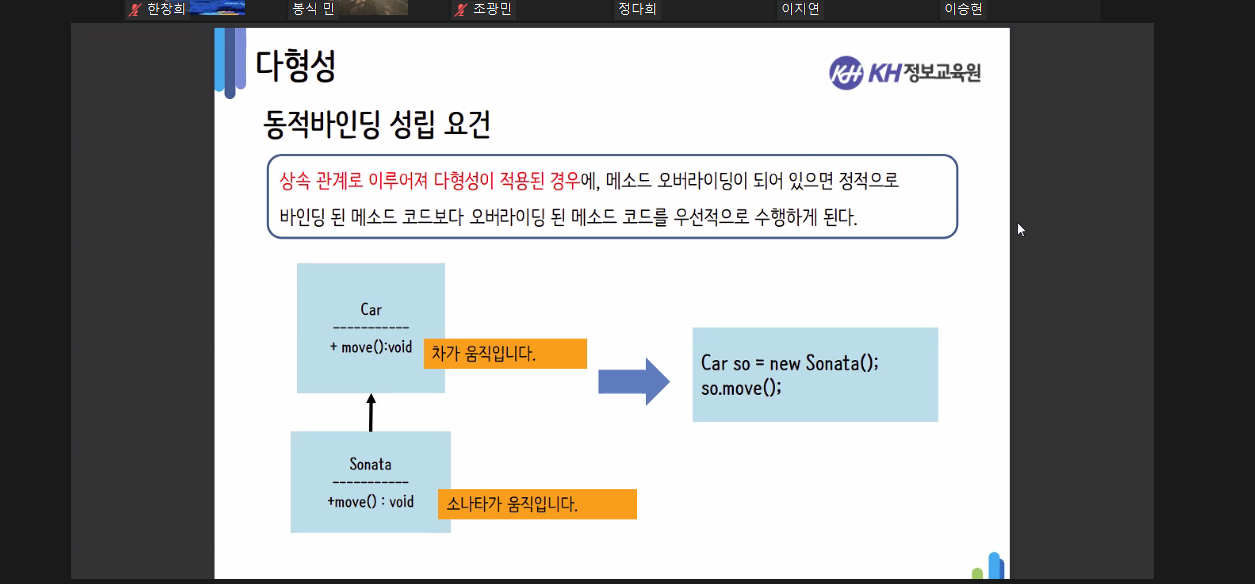 한창희 봉식 민 조광민 정다희 이지연 이승현
다형성
KH KH정보교육원
동적바인딩 성립 요건
상속 관계로 이루어져 다형성이 적용된 경우에, 메소드 오버라이딩이 되어 있으면 정적으로
바인딩 된 메소드 코드보다 오버라이딩 된 메소드 코드를 우선적으로 수행하게 된다.
Car
-----------
+ move():void
차가 움직입니다.
Sonata
-----------
+move() : void
소나타가 움직입니다.
Car so = new Sonata();
so.move();